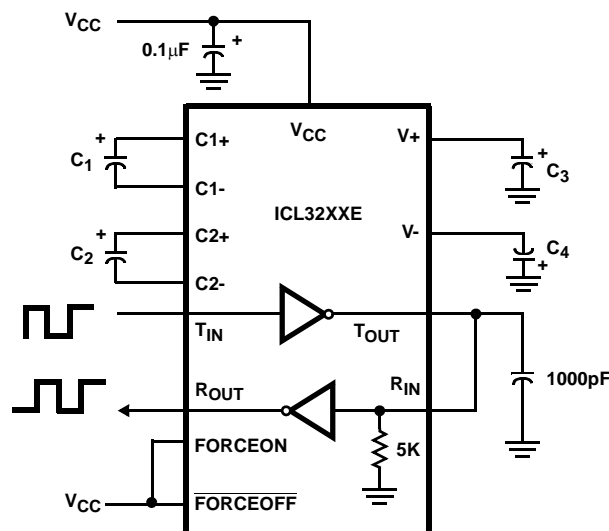 VCC
0.1µF
+
VCC
C1+
V+
+
C1
C1-
+
C3
ICL32XXE
+
C2
C2+
V-
C2-
C4
+
TIN
TOUT
1000pF
ROUT
RIN
5K
FORCEON
VCC
FORCEOFF